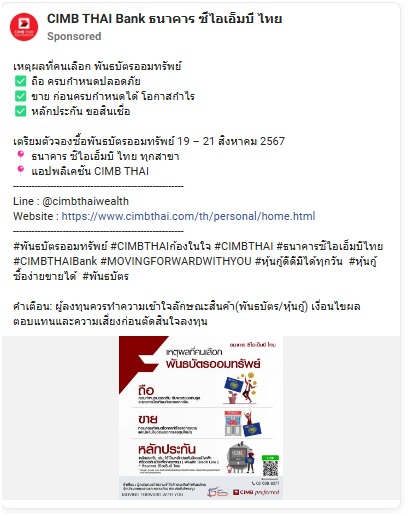 CIMB THAI Bank ธนาคาร ซีไอเอ็มบี ไทย
Sponsored
เหตุผลที่คนเลือก พันธบัตรออมทรัพย์
✅ ถือ ครบกำหนดปลอดภัย
✅ ขาย ก่อนครบกำหนดได้ โอกาสกำไร
✅ หลักประกัน ขอสินเชื่อ
เตรียมตัวจองซื้อพันธบัตรออมทรัพย์ 19 – 21 สิงหาคม 2567
📍 ธนาคาร ซีไอเอ็มบี ไทย ทุกสาขา
📍 แอปพลิเคชัน CIMB THAI
--------------------------------------------------------
Line : @cimbthaiwealth
Website : https://www.cimbthai.com/th/personal/home.html
--------------------------------------------------------
#พันธบัตรออมทรัพย์ #CIMBTHAIก้องในใจ #CIMBTHAI #ธนาคารซีไอเอ็มบีไทย
#CIMBTHAIBank #MOVINGFORWARDWITHYOU #หุ้นกู้ดีดีมีได้ทุกวัน #หุ้นกู้
ซื้อง่ายขายได้ #พันธบัตร
คำเตือน: ผู้ลงทุนควรทำความเข้าใจลักษณะสินค้า(พันธบัตร/หุ้นกู้) เงื่อนไขผล
ตอบแทนและความเสี่ยงก่อนตัดสินใจลงทุน
ธนาคาร ซีไอเอ็มบี ไทย
เหตุผลที่คนเลือก
พันธบัตรออมทรัพย์
ถือ
ขาย
หลักประกัน
02 626 7777
MOVING FORWARD WITH YOU
CIMB preferred